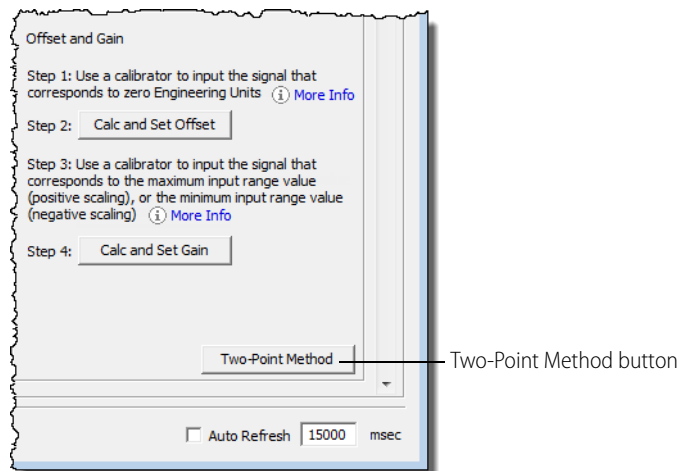 Offset and Gain
Step 1: Use a calibrator to input the signal that
corresponds to zero Engineering Units i More Info
Step 2: Calc and Set Offset
Step 3: Use a calibrator to input the signal that
corresponds to the maximum input range value
(positive scaling), or the minimum input range value
(negative scaling) i More Info
Step 4: Calc and Set Gain
Two-Point Method Two-Point Method button
Auto Refresh 15000 msec